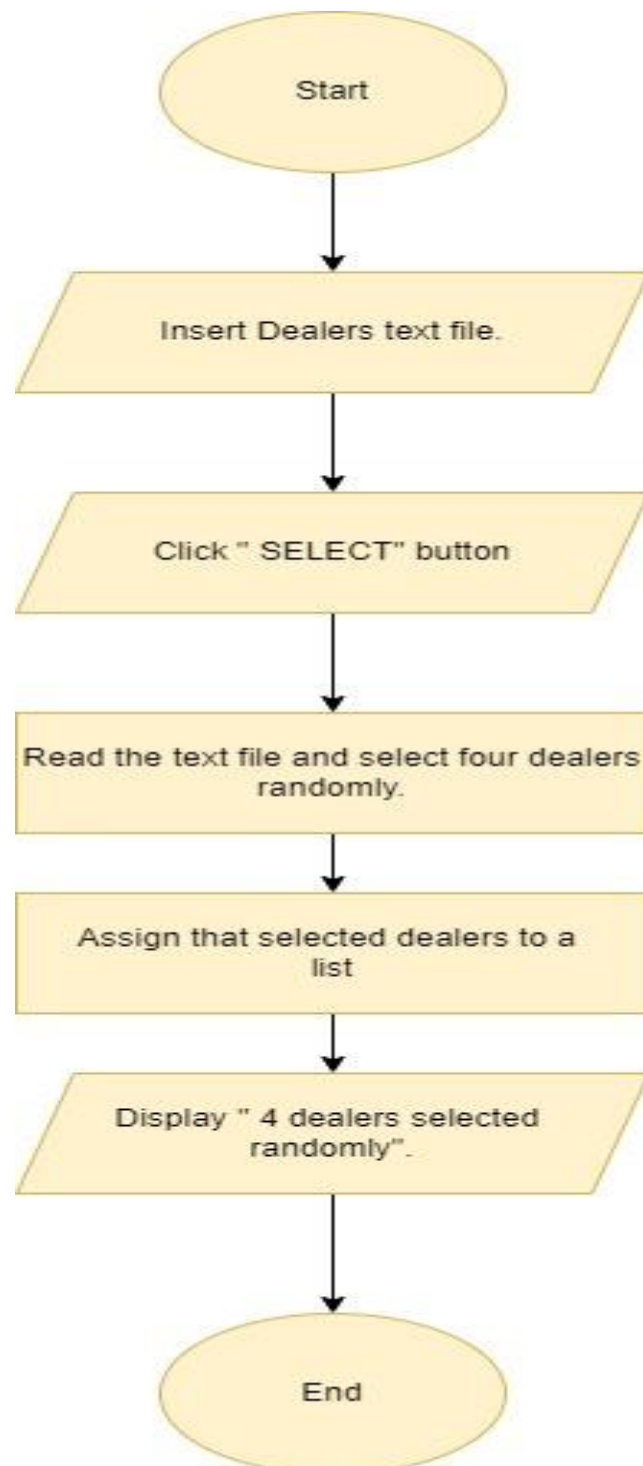 Start
Insert Dealers text file.
Click " SELECT" button
Read the text file and select four dealers
randomly.
Assign that selected dealers to a
list
Display " 4 dealers selected
randomly".
End